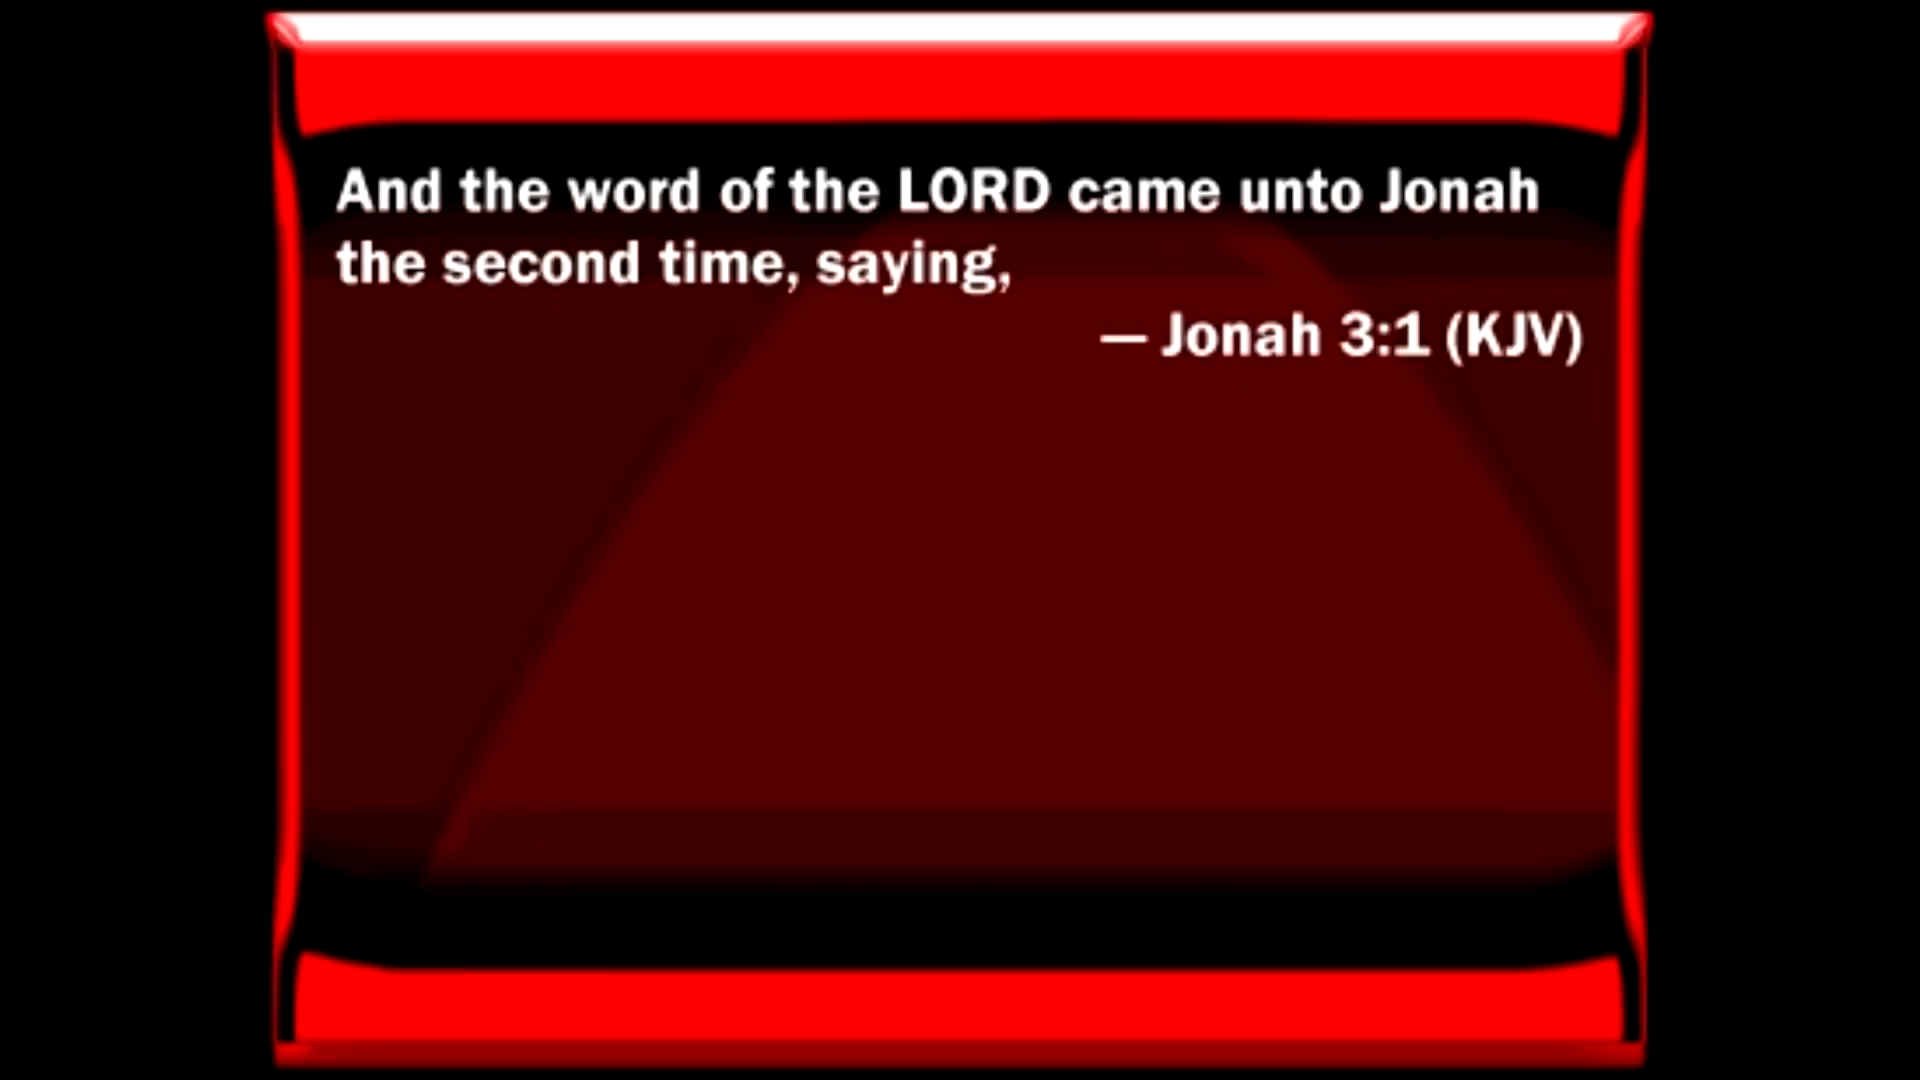 And the word of the LORD came unto Jonah
the second time, saying,
— Jonah 3:1 (KJV)